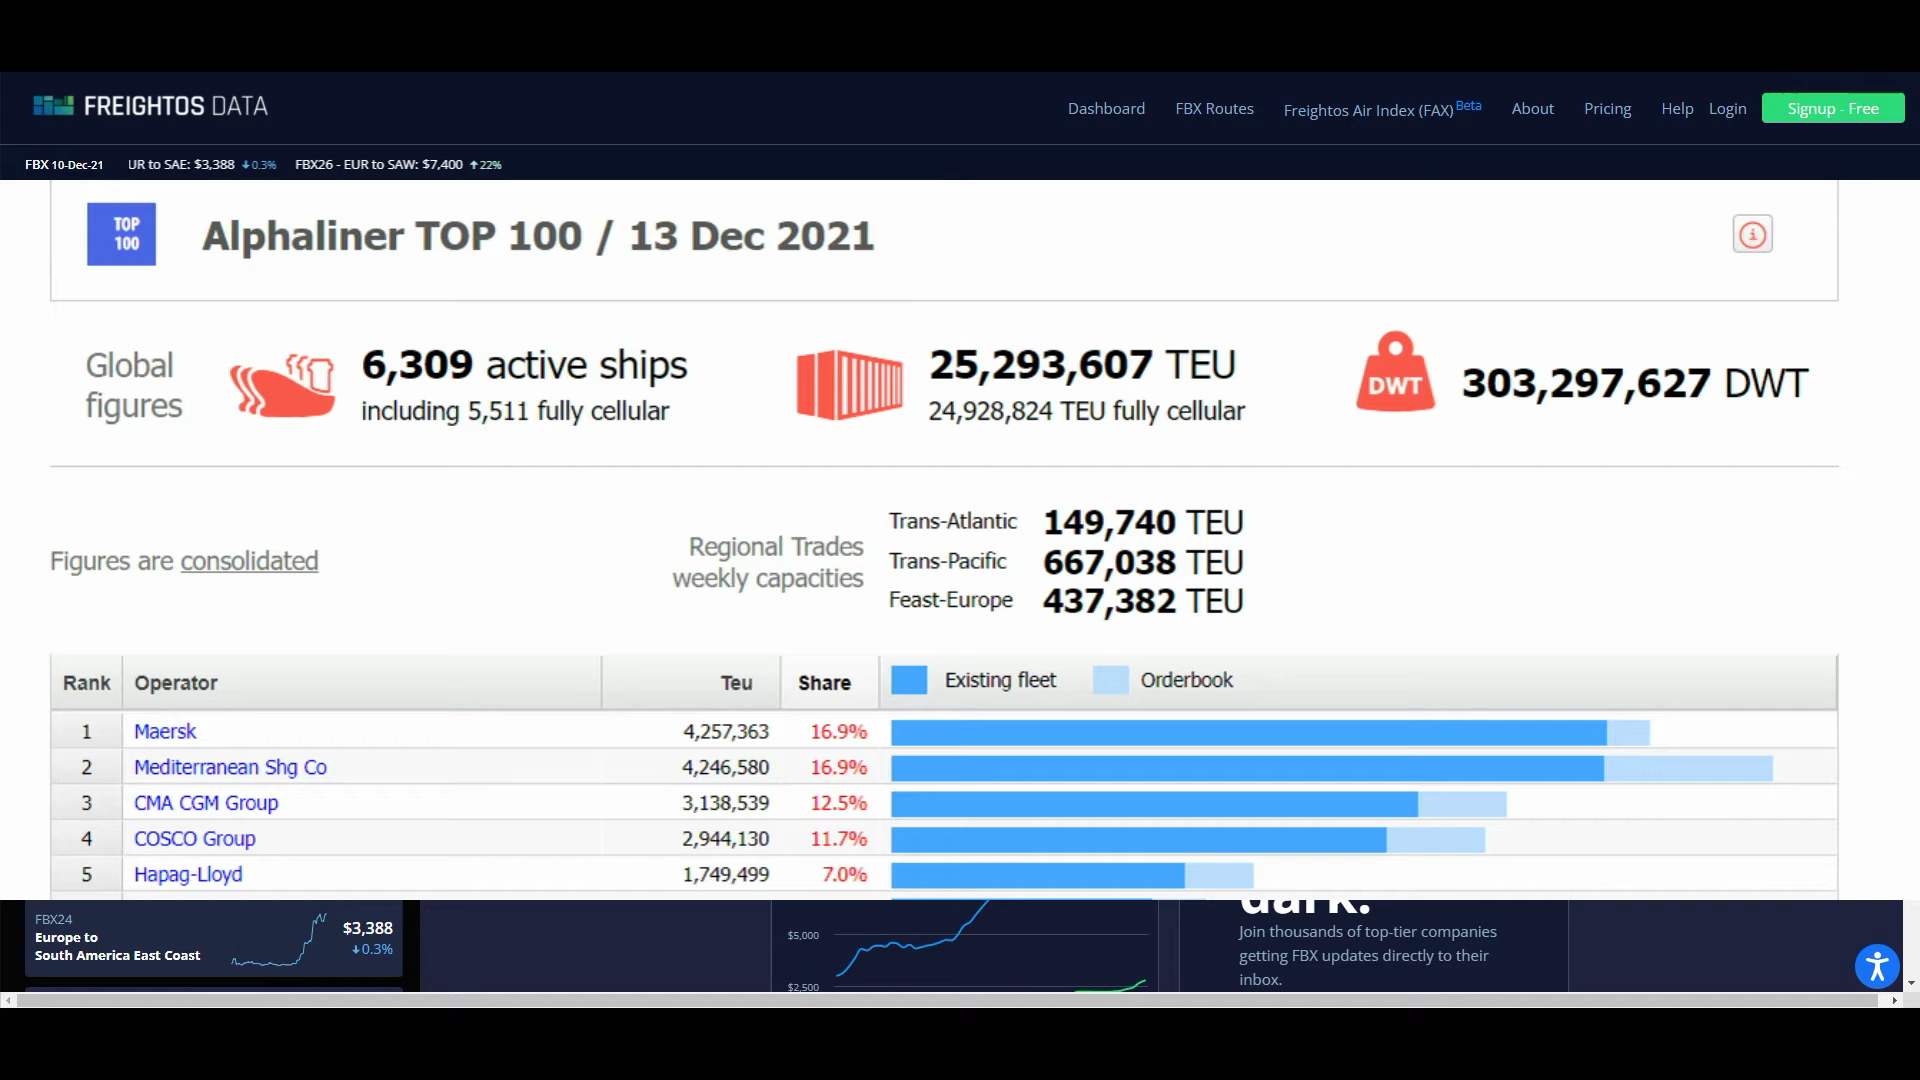 FREIGHTOS DATA
Dashboard FBX Routes Freightos Air Index (FAX) Beta About Pricing Help Login Signup - Free
FBX 10-Dec-21 UR to SAE: $3,388 0.3% FBX26 - EUR to SAW: $7,400 22%
TOP
100
Alphaliner TOP 100 / 13 Dec 2021
Global
figures
6,309 active ships
including 5,511 fully cellular
25,293,607 TEU
24,928,824 TEU fully cellular
DWT
303,297,627 DWT
Figures are consolidated
Regional Trades
weekly capacities
Trans-Atlantic 149,740 TEU
Trans-Pacific 667,038 TEU
Feast-Europe 437,382 TEU
Rank Operator Teu Share Existing fleet Orderbook
1 Maersk 4,257,363 16.9%
2 Mediterranean Shg Co 4,246,580 16.9%
3 CMA CGM Group 3,138,539 12.5%
4 COSCO Group 2,944,130 11.7%
5 Hapag-Lloyd 1,749,499 7.0%
FBX24
Europe to
South America East Coast
$3,388
0.3%
$5,000
$2,500
dark.
Join thousands of top-tier companies
getting FBX updates directly to their
inbox.